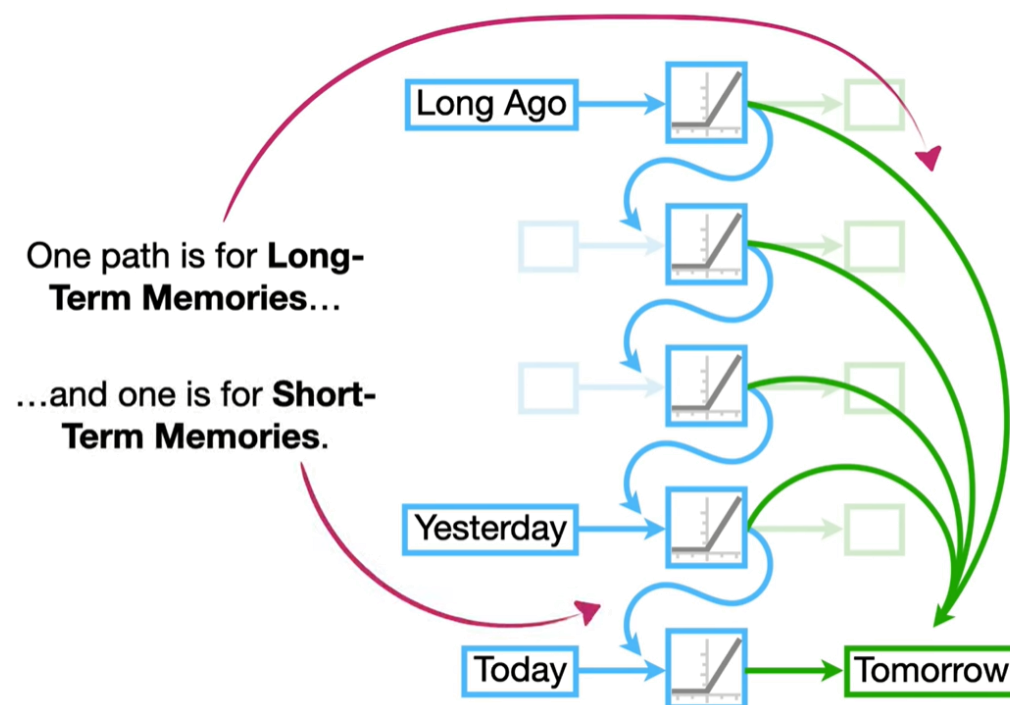 Long Ago
One path is for Long-
Term Memories…
…and one is for Short-
Term Memories.
Yesterday
Today
Tomorrow